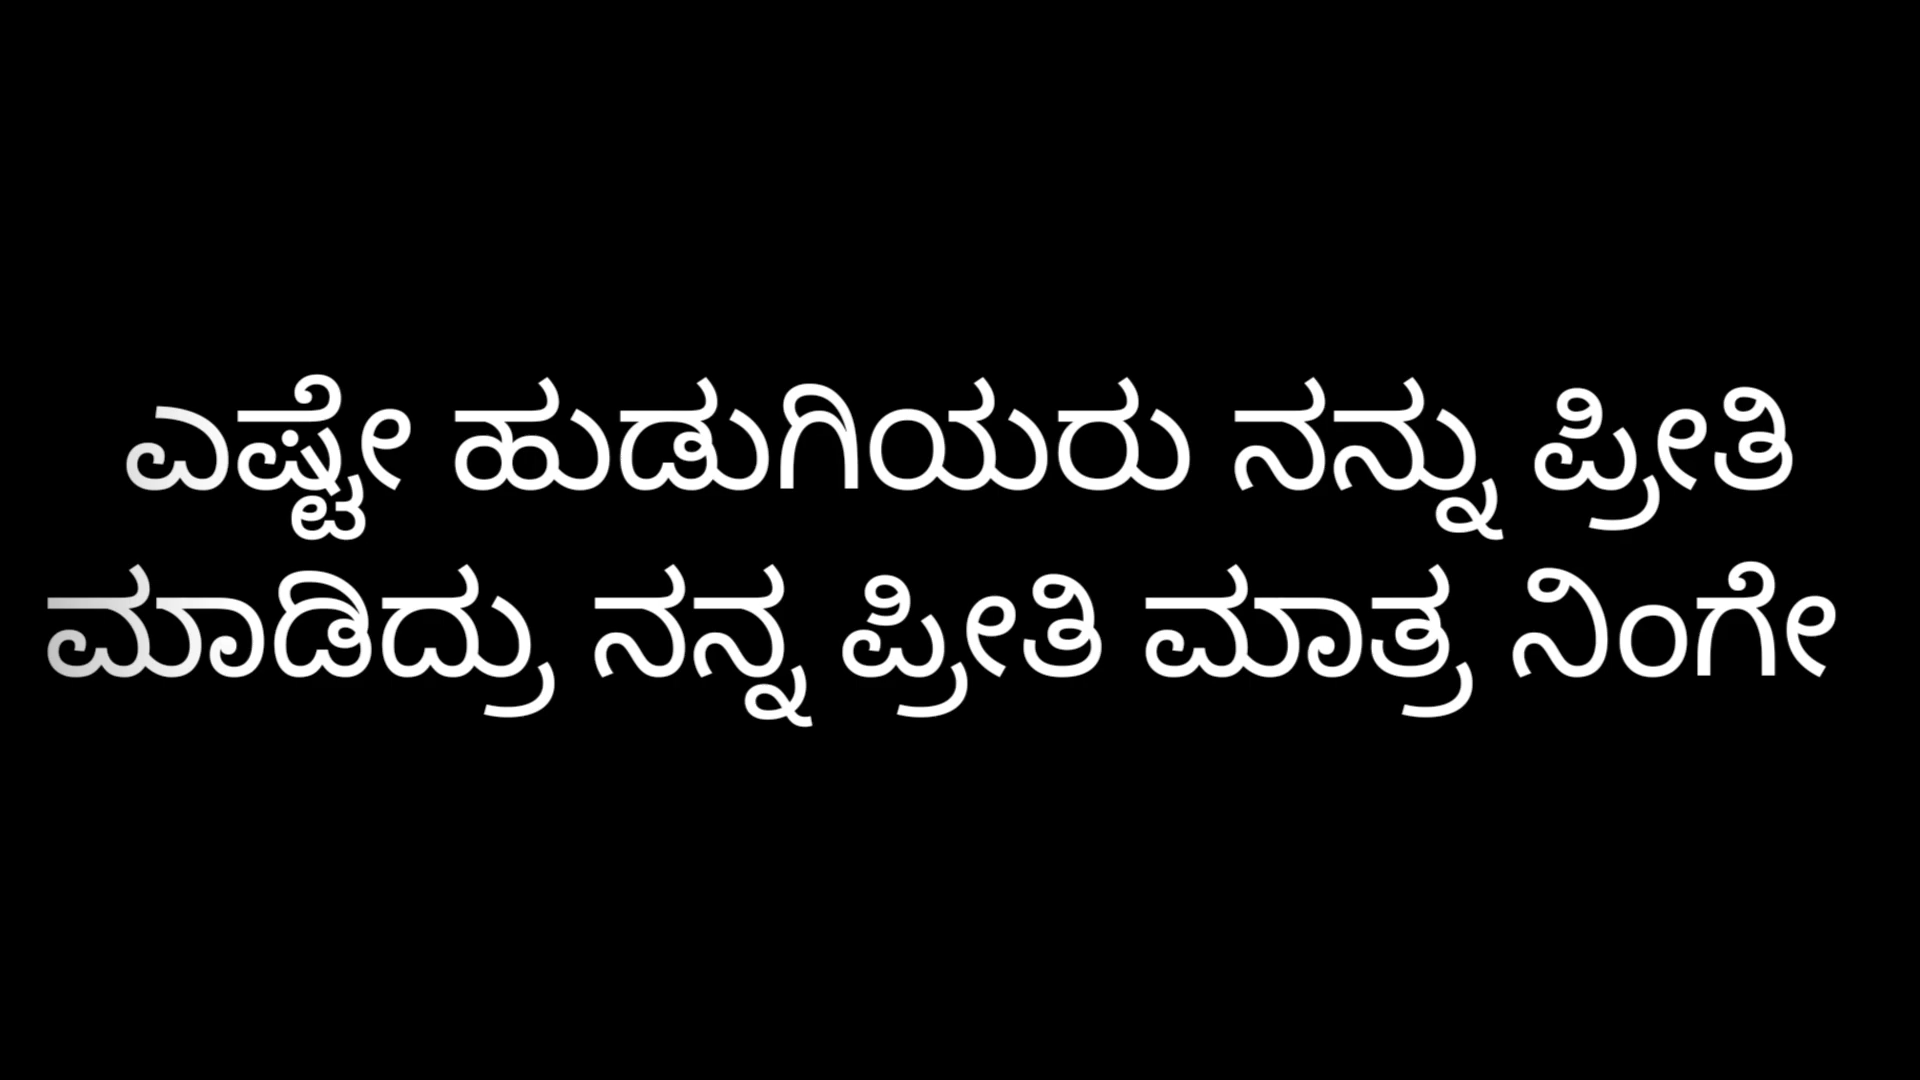 ಎಷ್ಟೇ ಹುಡುಗಿಯರು ನನ್ನು ಪ್ರೀತಿ
ಮಾಡಿದ್ರು ನನ್ನ ಪ್ರೀತಿ ಮಾತ್ರ ನಿಂಗೇ